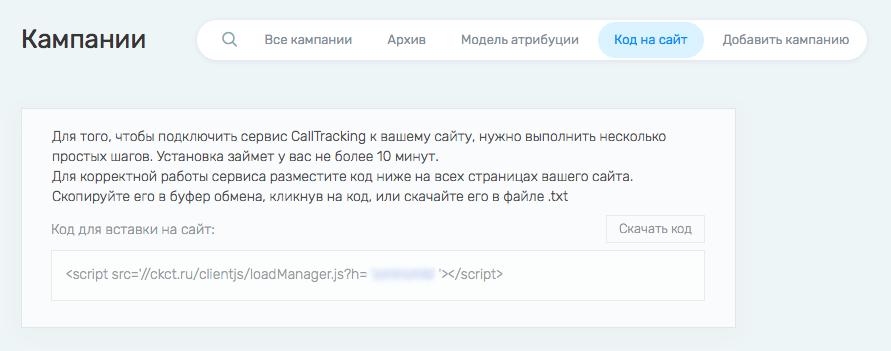 Кампании
Все кампании
Архив
Модель атрибуции
Код на сайт
Добавить кампанию
Для того, чтобы подключить сервис CallTracking к вашему сайту, нужно выполнить несколько
простых шагов. Установка займет у вас не более 10 минут.
Для корректной работы сервиса разместите код ниже на всех страницах вашего сайта.
Скопируйте его в буфер обмена, кликнув на код, или скачайте его в файле .txt
Код для вставки на сайт:
Скачать код
<script src='//ckct.ru/clientjs/loadManager.js?h= '></script>